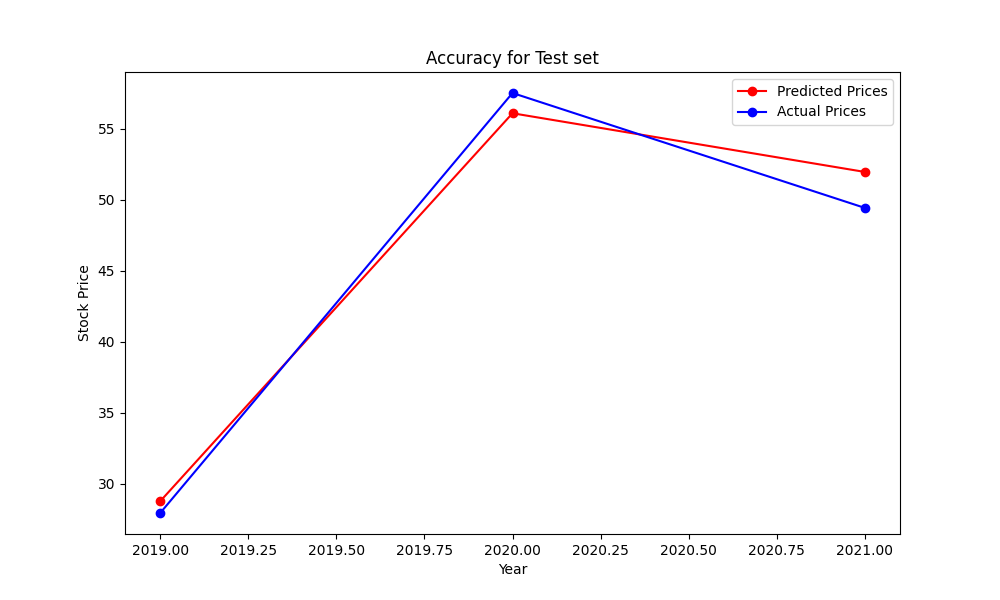 Accuracy for Test set
Predicted Prices
Actual Prices
55
50
45
40
35
30
Stock Price
2019.00 2019.25 2019.50 2019.75 2020.00 2020.25 2020.50 2020.75 2021.00
Year